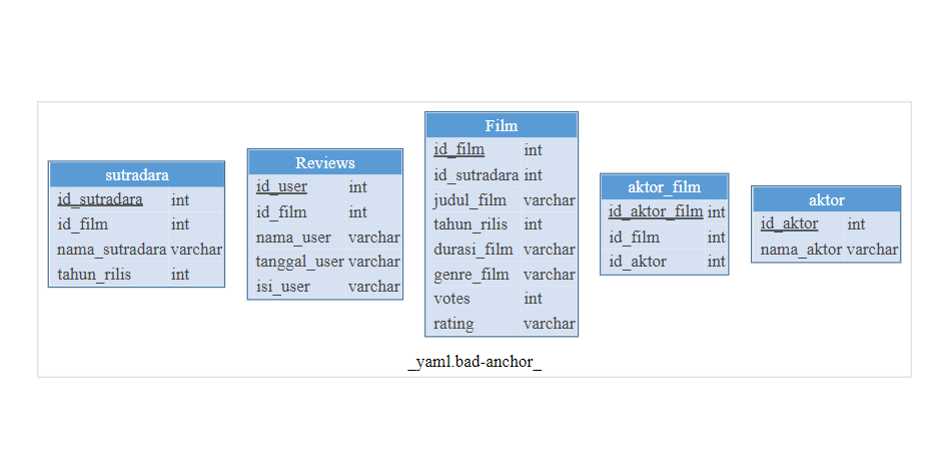 sutradara
id_sutradara int
id_film int
nama_sutradara varchar
tahun_rilis int
Reviews
id_user int
id_film int
nama_user varchar
tanggal_user varchar
isi_user varchar
Film
id_film int
id_sutradara int
judul_film varchar
tahun_rilis int
durasi_film varchar
genre_film varchar
votes int
rating varchar
aktor_film
id_aktor_film int
id_film int
id_aktor int
aktor
id_aktor int
nama_aktor varchar
_yaml.bad-anchor_